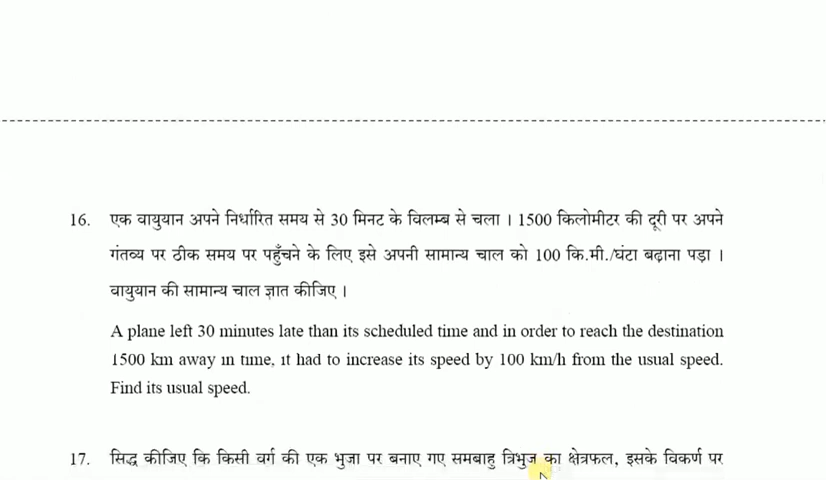 16. एक वायुयान अपने निर्धारित समय से 30 मिनट के विलम्ब से चला । 1500 किलोमीटर की दूरी पर अपने
गंतव्य पर ठीक समय पर पहुँचने के लिए इसे अपनी सामान्य चाल को 100 कि.मी./घंटा बढ़ाना पड़ा ।
वायुयान की सामान्य चाल ज्ञात कीजिए ।
A plane left 30 minutes late than its scheduled time and in order to reach the destination
1500 km away in time, it had to increase its speed by 100 km/h from the usual speed.
Find its usual speed.
17. सिद्ध कीजिए कि किसी वर्ग की एक भुजा पर बनाए गए समबाहु त्रिभुज का क्षेत्रफल, इसके विकर्ण पर